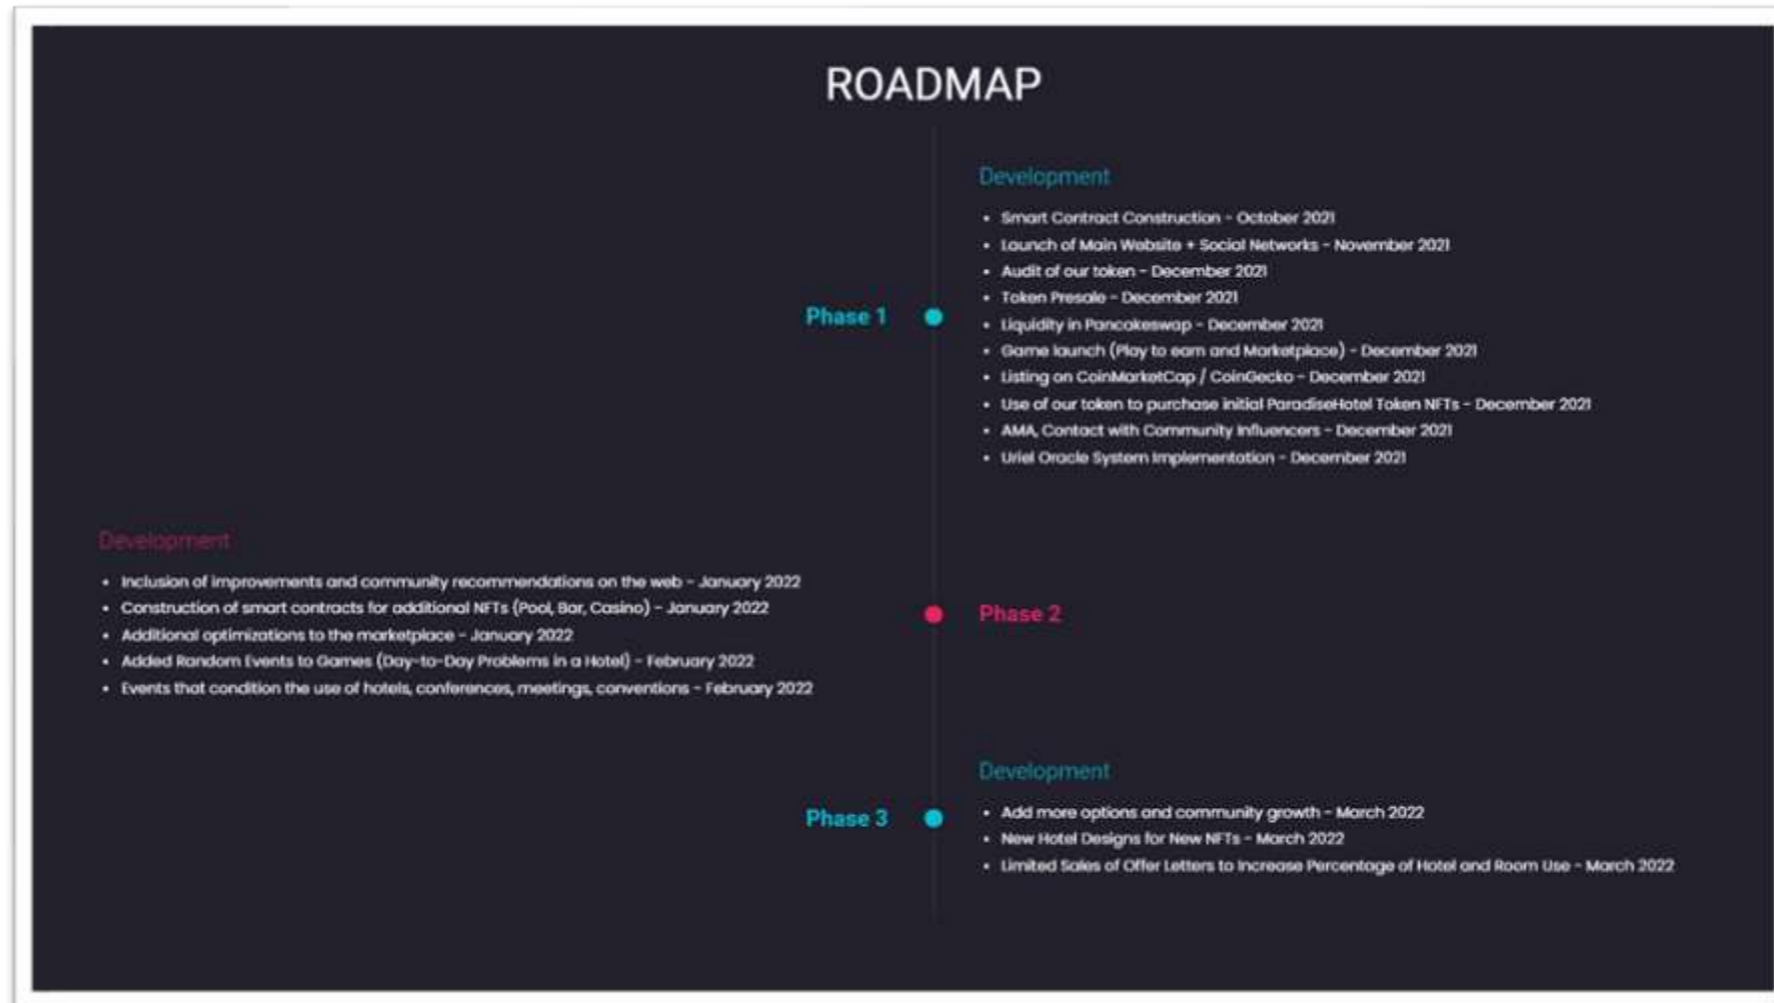 ROADMAP
Development
• Smart Contract Construction - October 2021
• Launch of Main Website + Social Networks - November 2021
• Audit of our token - December 2021
• Token Presale - December 2021
Phase 1
• Liquidity in Pancakeswap - December 2021
• Game launch (Play to earn and Marketplace) - December 2021
• Listing on CoinMarketCap / CoinGecko - December 2021
• Use of our token to purchase initial ParadiseHotel Token NFTs - December 2021
• AMA, Contact with Community Influencers - December 2021
• Uriel Oracle System Implementation - December 2021
Development
• Inclusion of improvements and community recommendations on the web - January 2022
• Construction of smart contracts for additional NFTs (Pool, Bar, Casino) - January 2022
• Additional optimizations to the marketplace - January 2022
• Added Random Events to Games (Day-to-Day Problems in a Hotel) - February 2022
• Events that condition the use of hotels, conferences, meetings, conventions - February 2022
Phase 2
Development
Phase 3
• Add more options and community growth - March 2022
• New Hotel Designs for New NFTs - March 2022
• Limited Sales of Offer Letters to Increase Percentage of Hotel and Room Use - March 2022